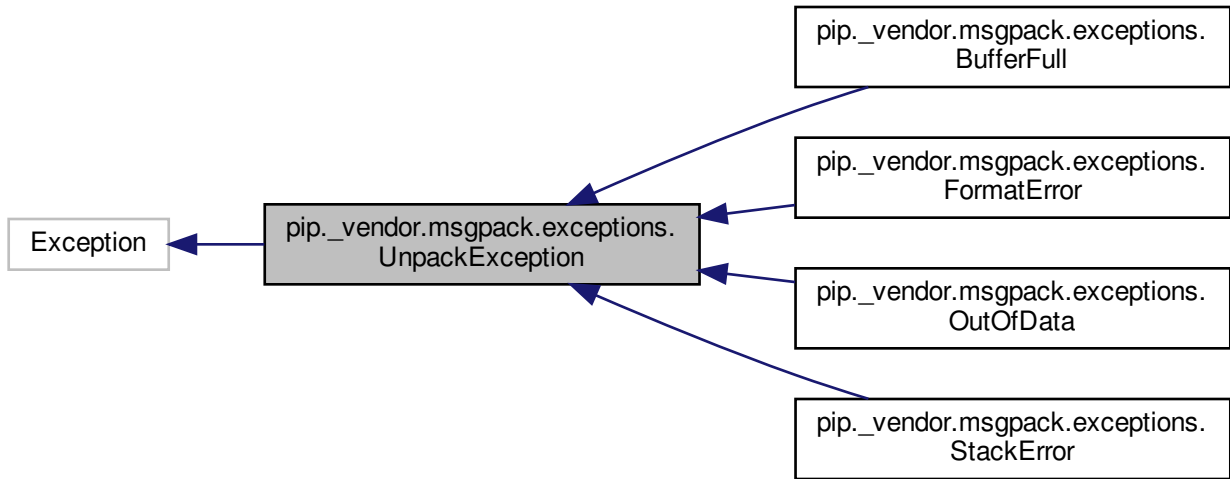 Exception
pip._vendor.msgpack.exceptions.
UnpackException
pip._vendor.msgpack.exceptions.
BufferFull
pip._vendor.msgpack.exceptions.
FormatError
pip._vendor.msgpack.exceptions.
OutOfData
pip._vendor.msgpack.exceptions.
StackError